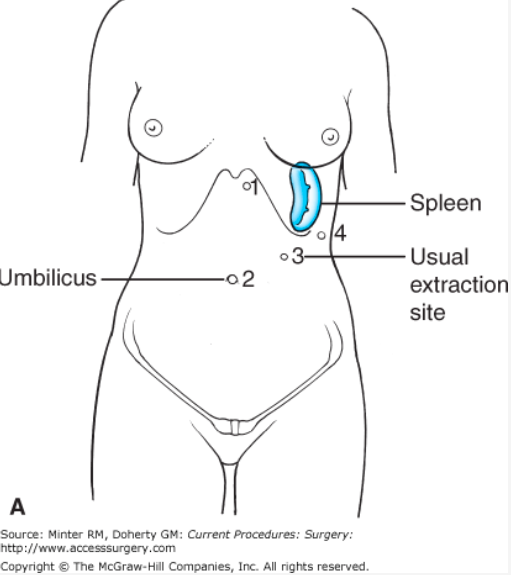 1
Spleen
4
3
Usual
extraction
site
Umbilicus
2
A
Source: Minter RM, Doherty GM: Current Procedures: Surgery:
http://www.accesssurgery.com
Copyright © The McGraw-Hill Companies, Inc. All rights reserved.